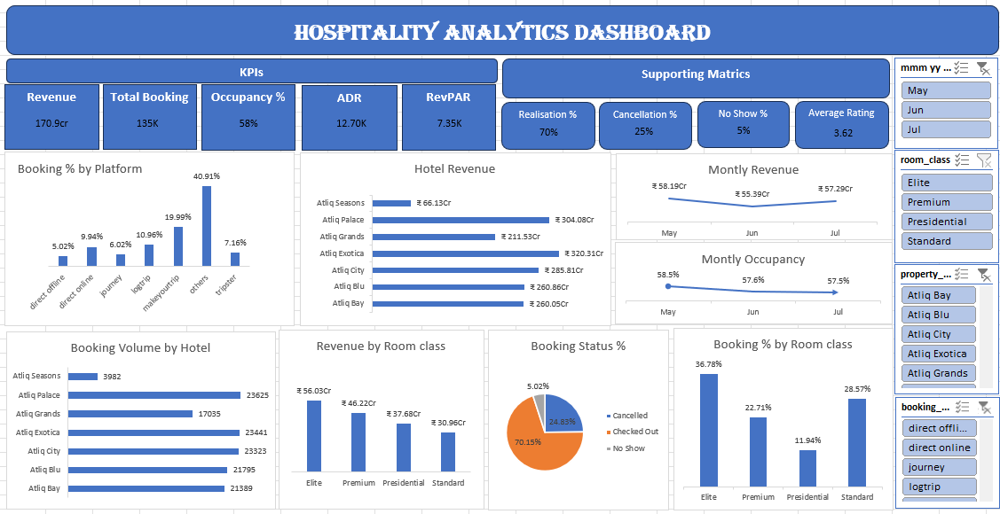 HOSPITALITY ANALYTICS DASHBOARD
KPIs
Revenue
170.9cr
Total Booking
135K
Occupancy %
58%
ADR
12.70K
RevPAR
7.35K
Supporting Matrics
Realisation %
70%
Cancellation %
25%
No Show %
5%
Average Rating
3.62
mmm yy ...
May
Jun
Jul
Booking % by Platform
5.02%
9.94%
6.02%
10.96%
19.99%
40.91%
7.16%
direct offline
direct online
journey
logtrip
makeyourtrip
others
tripster
Hotel Revenue
Atliq Seasons ₹ 66.13Cr
Atliq Palace ₹ 304.08Cr
Atliq Grands ₹ 211.53Cr
Atliq Exotica ₹ 320.31Cr
Atliq City ₹ 285.81Cr
Atliq Blu ₹ 260.86Cr
Atliq Bay ₹ 260.05Cr
Montly Revenue
₹ 58.19Cr ₹ 55.39Cr ₹ 57.29Cr
May Jun Jul
Montly Occupancy
58.5% 57.6% 57.5%
May Jun Jul
room_class
Elite
Premium
Presidential
Standard
property_...
Atliq Bay
Atliq Blu
Atliq City
Atliq Exotica
Atliq Grands
Booking Volume by Hotel
Atliq Seasons 3982
Atliq Palace 23625
Atliq Grands 17035
Atliq Exotica 23441
Atliq City 23323
Atliq Blu 21795
Atliq Bay 21389
Revenue by Room class
₹ 56.03Cr ₹ 46.22Cr ₹ 37.68Cr ₹ 30.96Cr
Elite Premium Presidential Standard
Booking Status %
5.02%
24.83%
70.15%
Cancelled
Checked Out
No Show
Booking % by Room class
36.78% 22.71% 11.94% 28.57%
Elite Premium Presidential Standard
booking_...
direct offli...
direct online
journey
logtrip